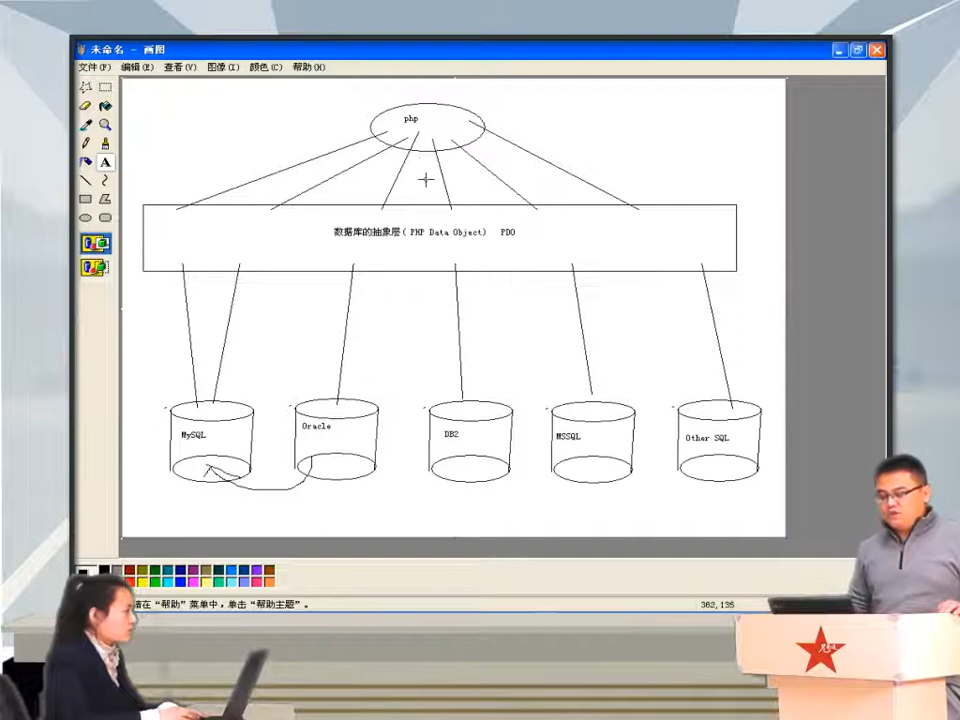 未命名 - 画图
文件(F) 编辑(E) 查看(V) 图像(I) 颜色(C) 帮助(H)
A
php
数据库的抽象层( PHP Data Object) PDO
MySQL
Oracle
DB2
MSSQL
Other SQL
在“帮助”菜单中，单击“帮助主题”。
362,135